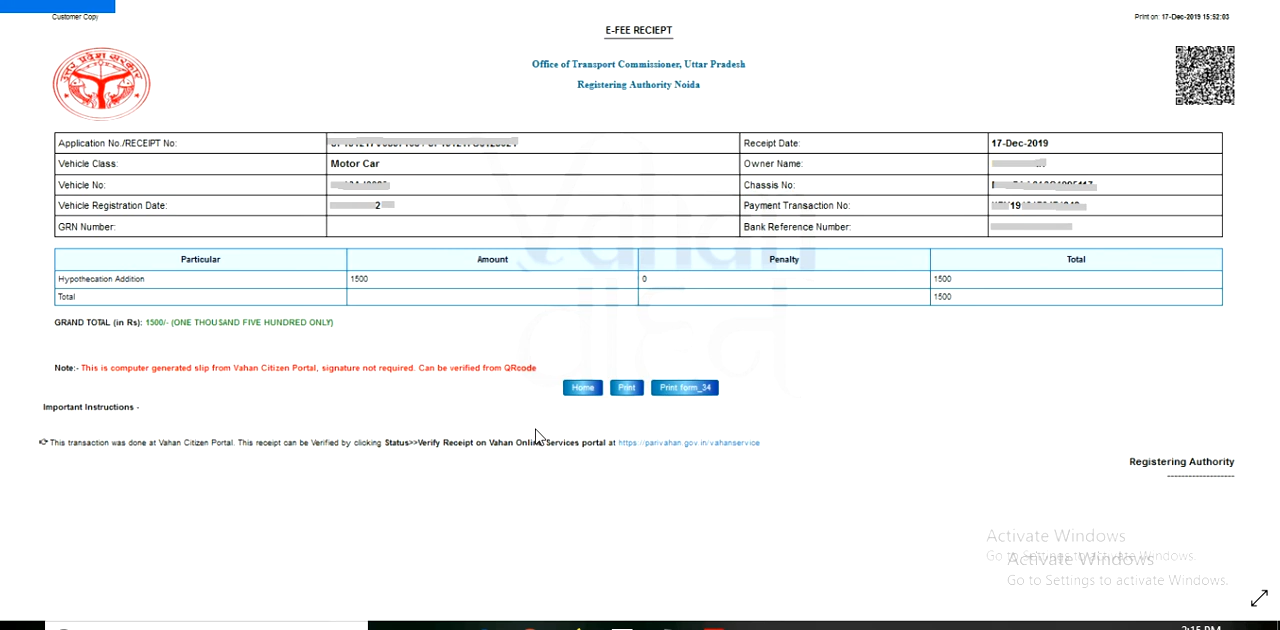 Customer Copy
Print on: 17-Dec-2019 15:52:03
E-FEE RECIEPT
Office of Transport Commissioner, Uttar Pradesh
Registering Authority Noida
उत्तर प्रदेश सरकार
Application No./RECEIPT No: Receipt Date: 17-Dec-2019
Vehicle Class: Motor Car Owner Name:
Vehicle No: Chassis No:
Vehicle Registration Date: 2 Payment Transaction No: 19
GRN Number: Bank Reference Number:
Particular Amount Penalty Total
Hypothecation Addition 1500 0 1500
Total 1500
GRAND TOTAL (in Rs): 1500/- (ONE THOUSAND FIVE HUNDRED ONLY)
Note:- This is computer generated slip from Vahan Citizen Portal, signature not required. Can be verified from QRcode
Home Print Print form_34
Important Instructions -
This transaction was done at Vahan Citizen Portal. This receipt can be Verified by clicking Status>>Verify Receipt on Vahan Online Services portal at https://parivahan.gov.in/vahanservice
Registering Authority
Activate Windows
Go to Settings to activate Windows.
Activate Windows
Go to Settings to activate Windows.